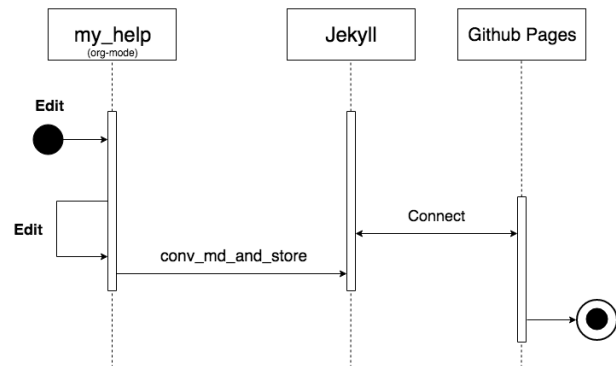 my_help
(org-mode)
Jekyll
Github Pages
Edit
Edit
Connect
conv_md_and_store